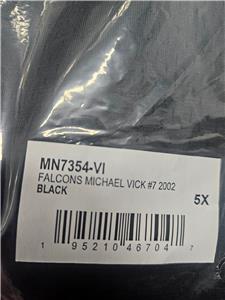 MN7354-VI
FALCONS MICHAEL VICK #7 2002
BLACK
5X
1 95210 46704 7